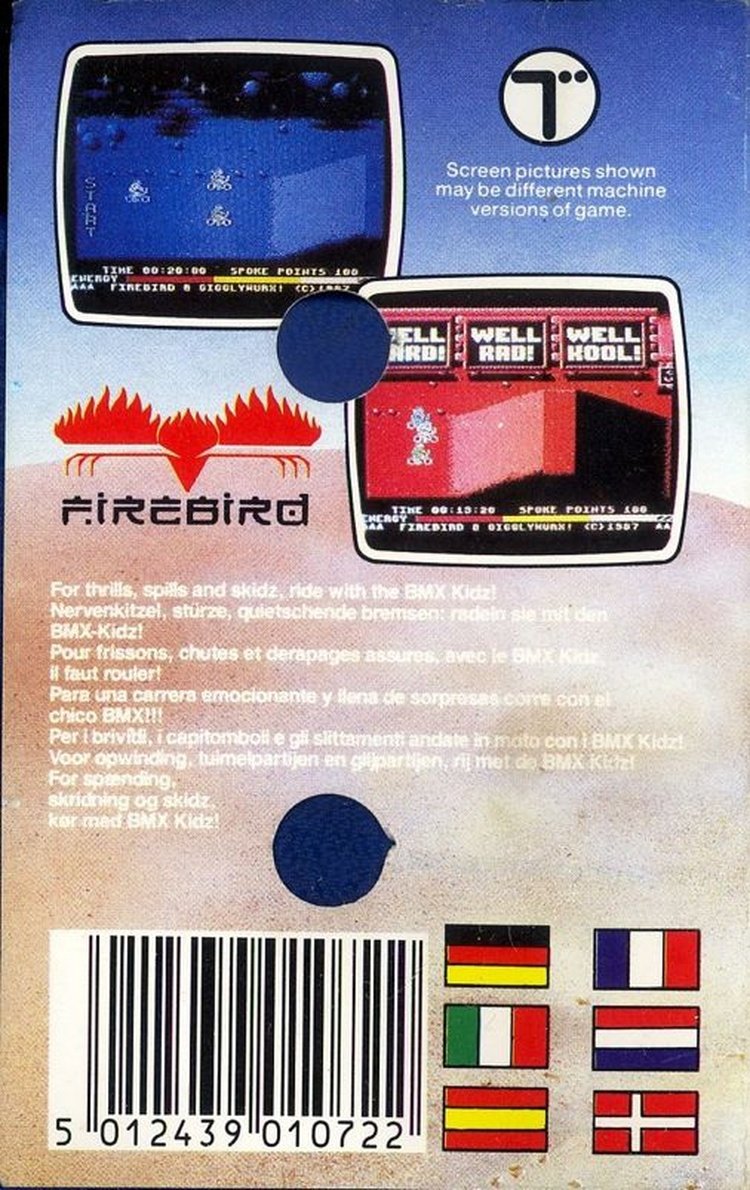 START
TIME 00:20:00 SPOKE POINTS 100
ENERGY
FIREBIRD & GIGGLYWURX! (C)1987
Screen pictures shown
may be different machine
versions of game.
WELL WELL
RAD! KOOL!
TIME 00:15:20 SPOKE POINTS 100
ENERGY
FIREBIRD & GIGGLYWURX! (C)1987
FIREBIRD
For thrills, spills and skidz, ride with the BMX Kidz!
Nervenkitzel, stürze, quietschende bremsen: radeln sie mit den
BMX-Kidz!
Pour frissons, chutes et derapages assures, avec le BMX Kidz,
il faut rouler!
Para una carrera emocionante y llena de sorpresas corre con el
chico BMX!!!
Per i brividi, i capitomboli e gli slittamenti andate in moto con i BMX Kidz!
Voor opwinding, tuimelpartijen en glijpartijen, rij met de BMX Kidz!
For spænding,
skridning og skidz,
kør mad BMX Kidz!
5 012439 010722